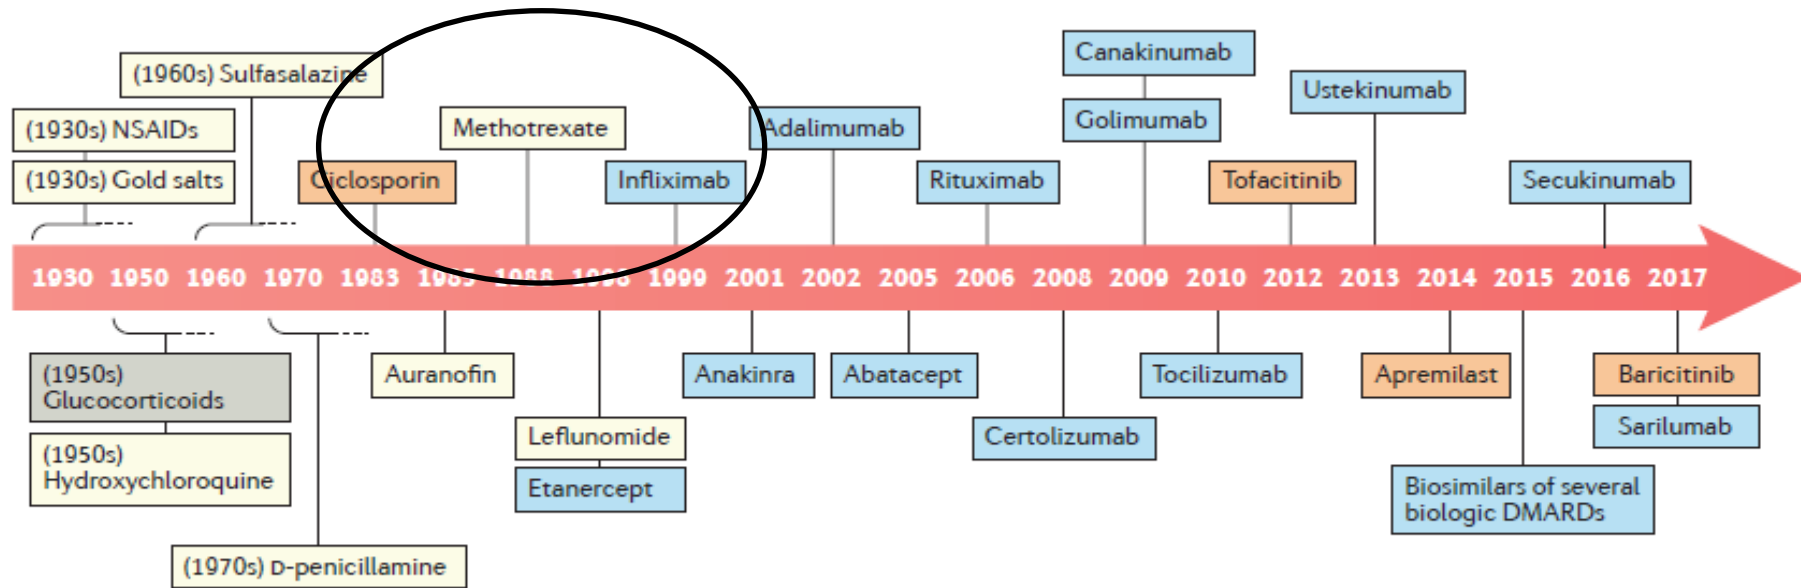 (1960s) Sulfasalazine
(1930s) NSAIDs
(1930s) Gold salts
Ciclosporin
Methotrexate
Infliximab
Adalimumab
Rituximab
Canakinumab
Golimumab
Tofacitinib
Ustekinumab
Secukinumab
1930 1950 1960 1970 1983 1985 1988 1998 1999 2001 2002 2005 2006 2008 2009 2010 2012 2013 2014 2015 2016 2017
(1950s)
Glucocorticoids
(1950s)
Hydroxychloroquine
(1970s) D-penicillamine
Auranofin
Leflunomide
Etanercept
Anakinra
Abatacept
Certolizumab
Tocilizumab
Apremilast
Biosimilars of several
biologic DMARDs
Baricitinib
Sarilumab